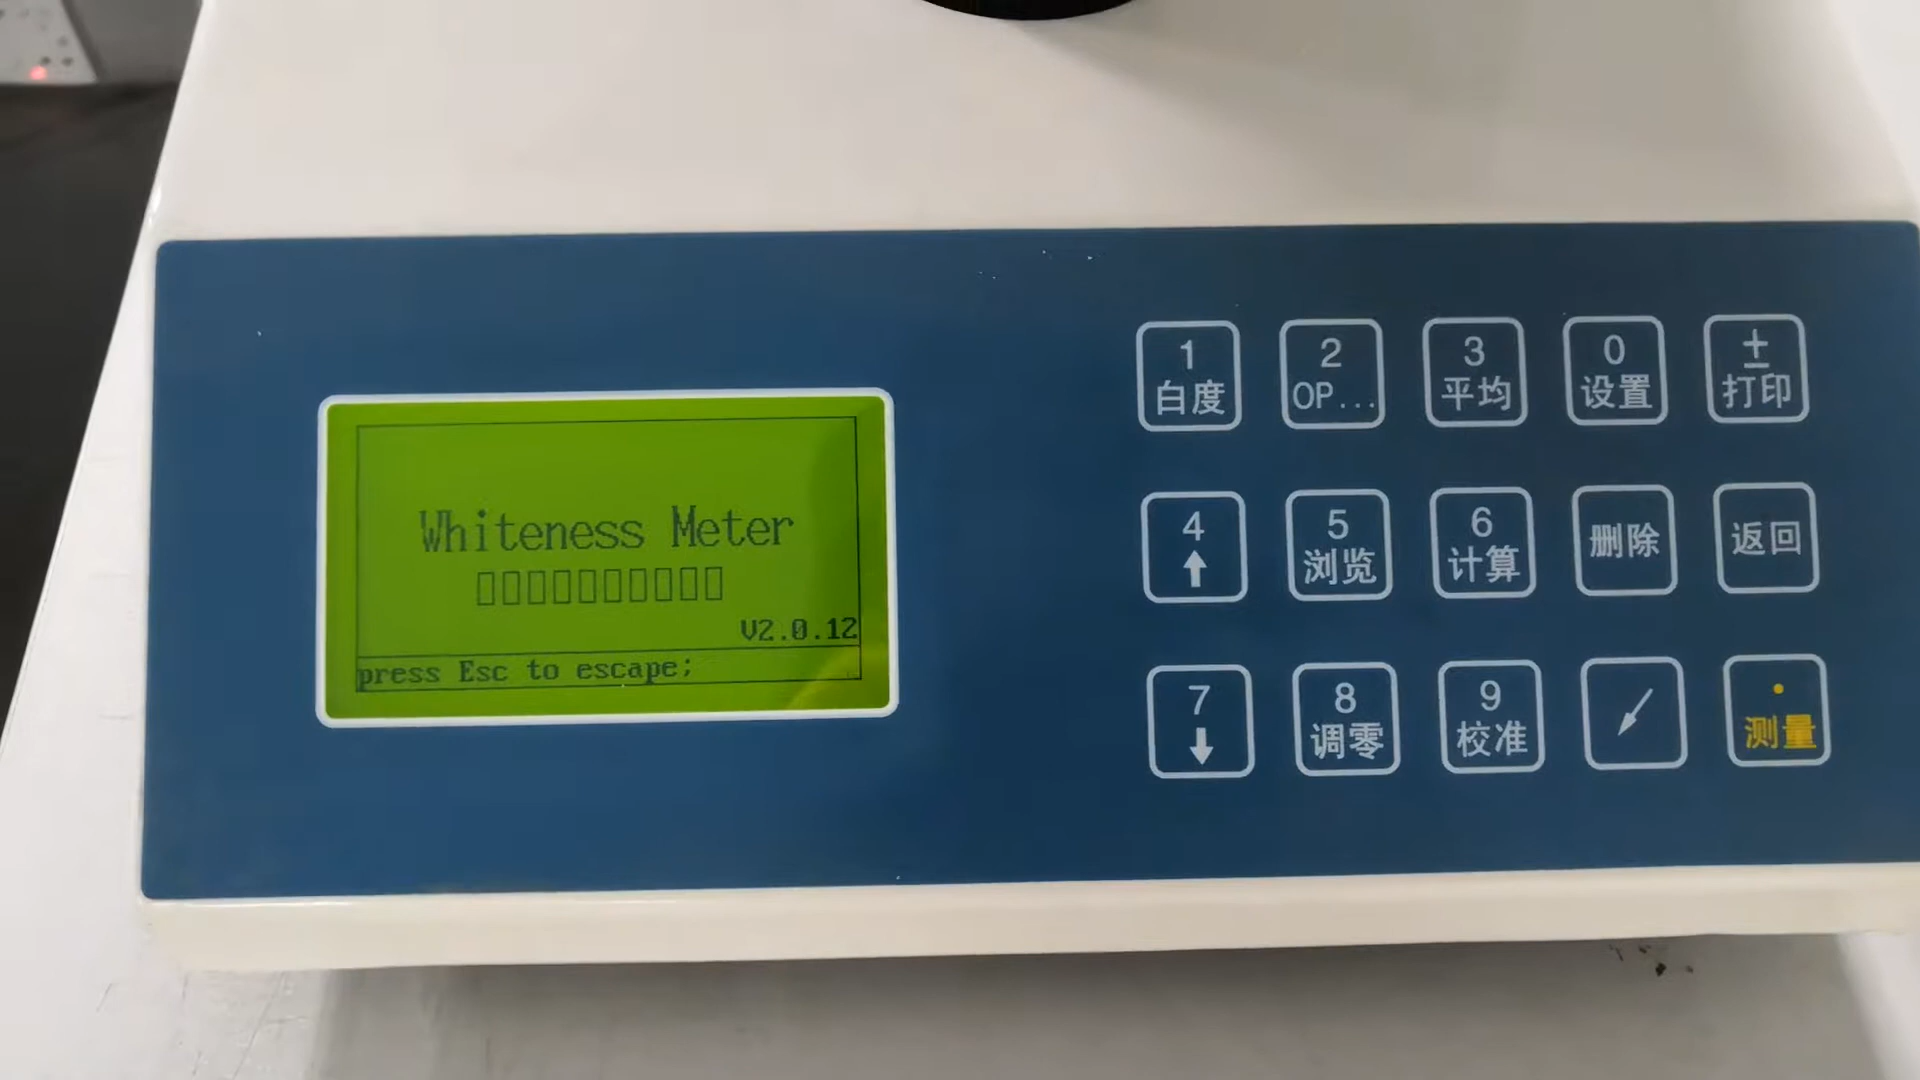 Whiteness Meter
V2.0.12
press Esc to escape;
1 2 3 0 ±
白度 OP... 平均 设置 打印
4 5 6 删除 返回
↑ 浏览 计算
7 8 9 ↙ •
↓ 调零 校准 测量